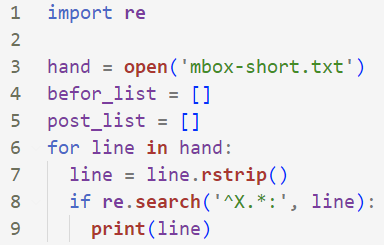 1 import re
2
3 hand = open('mbox-short.txt')
4 befor_list = []
5 post_list = []
6 for line in hand:
7   line = line.rstrip()
8   if re.search('^X.*:', line):
9     print(line)